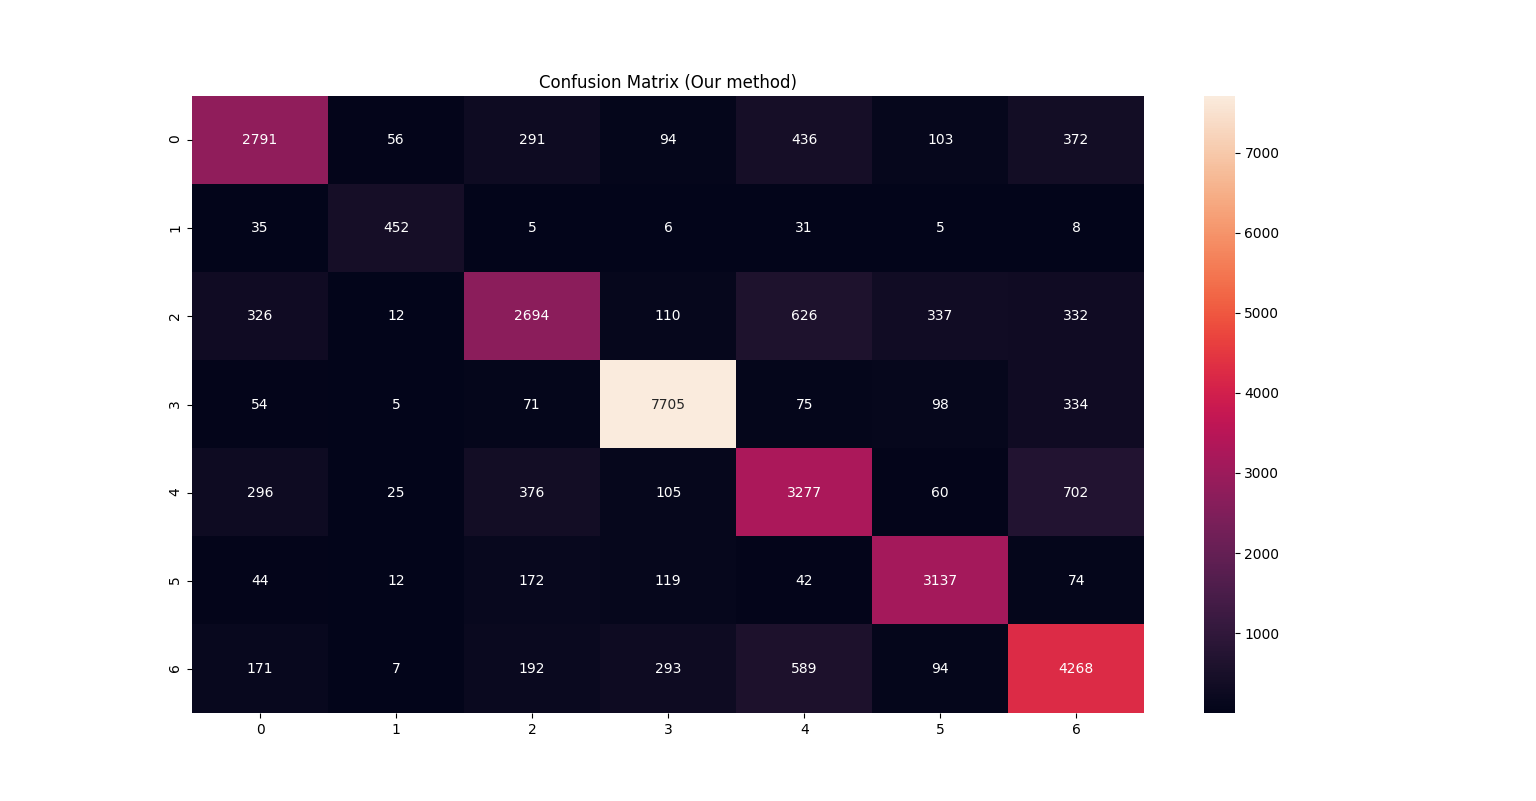 Confusion Matrix (Our method)
0 2791 56 291 94 436 103 372
1 35 452 5 6 31 5 8
2 326 12 2694 110 626 337 332
3 54 5 71 7705 75 98 334
4 296 25 376 105 3277 60 702
5 44 12 172 119 42 3137 74
6 171 7 192 293 589 94 4268
0 1 2 3 4 5 6
7000
6000
5000
4000
3000
2000
1000